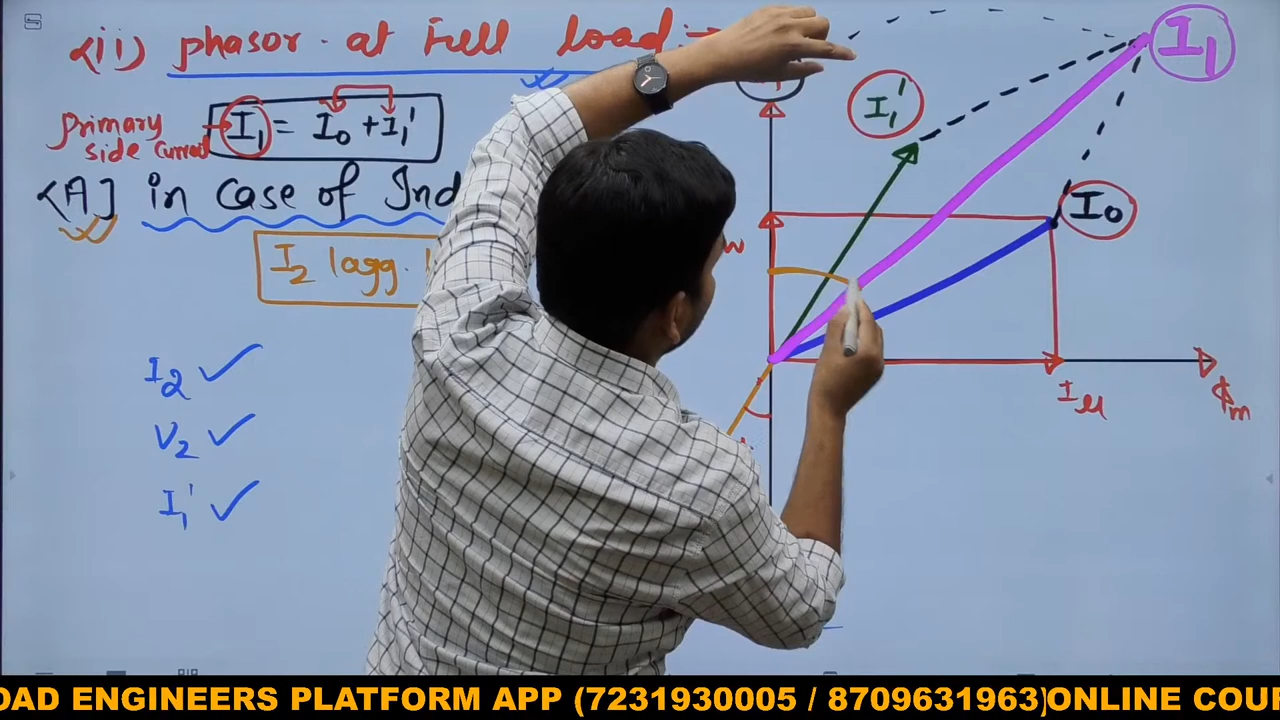 (ii) phasor. at Full load →
primary side current → I₁ = I₀ + I₁'
I₁'
I₁
I₀
(A] in case of Ind
I₂ lagg.
w
I₂ ✓
V₂ ✓
I₁' ✓
Iμ
ϕm
OAD ENGINEERS PLATFORM APP (7231930005 / 8709631963)ONLINE COU